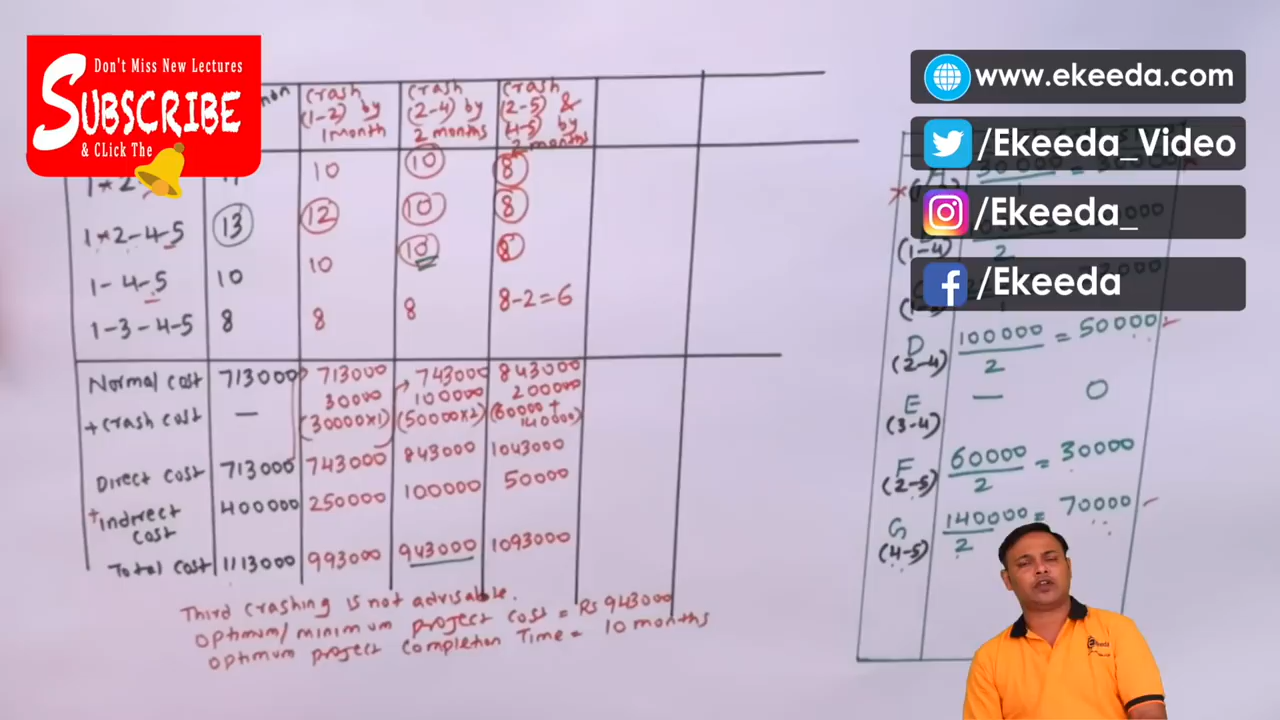 Don't Miss New Lectures
SUBSCRIBE
& CLick The
www.ekeeda.com
/Ekeeda_Video
/Ekeeda_
/Ekeeda
crash (1-2) by 1 month
crash (2-4) by 2 months
crash (2-5) & (4-5) by 2 months
10 (10) 8
1-2-4-5 13 12 10 8
1-4-5 10 10 10 8
1-3-4-5 8 8 8 8-2=6
Normal cost 713000 713000 743000 843000
+crash cost — 30000 100000 200000
(30000x1) (50000x2) (60000 + 140000)
Direct cost 713000 743000 843000 1043000
+Indirect cost 400000 250000 100000 50000
Total cost 1113000 993000 943000 1093000
Third crashing is not advisable.
optimum/minimum project cost = Rs 943000
optimum project completion Time = 10 months
(1-4) 2
D (2-4) 100000/2 = 50000
E (3-4) — 0
F (2-5) 60000/2 = 30000
G (4-5) 140000/2 = 70000